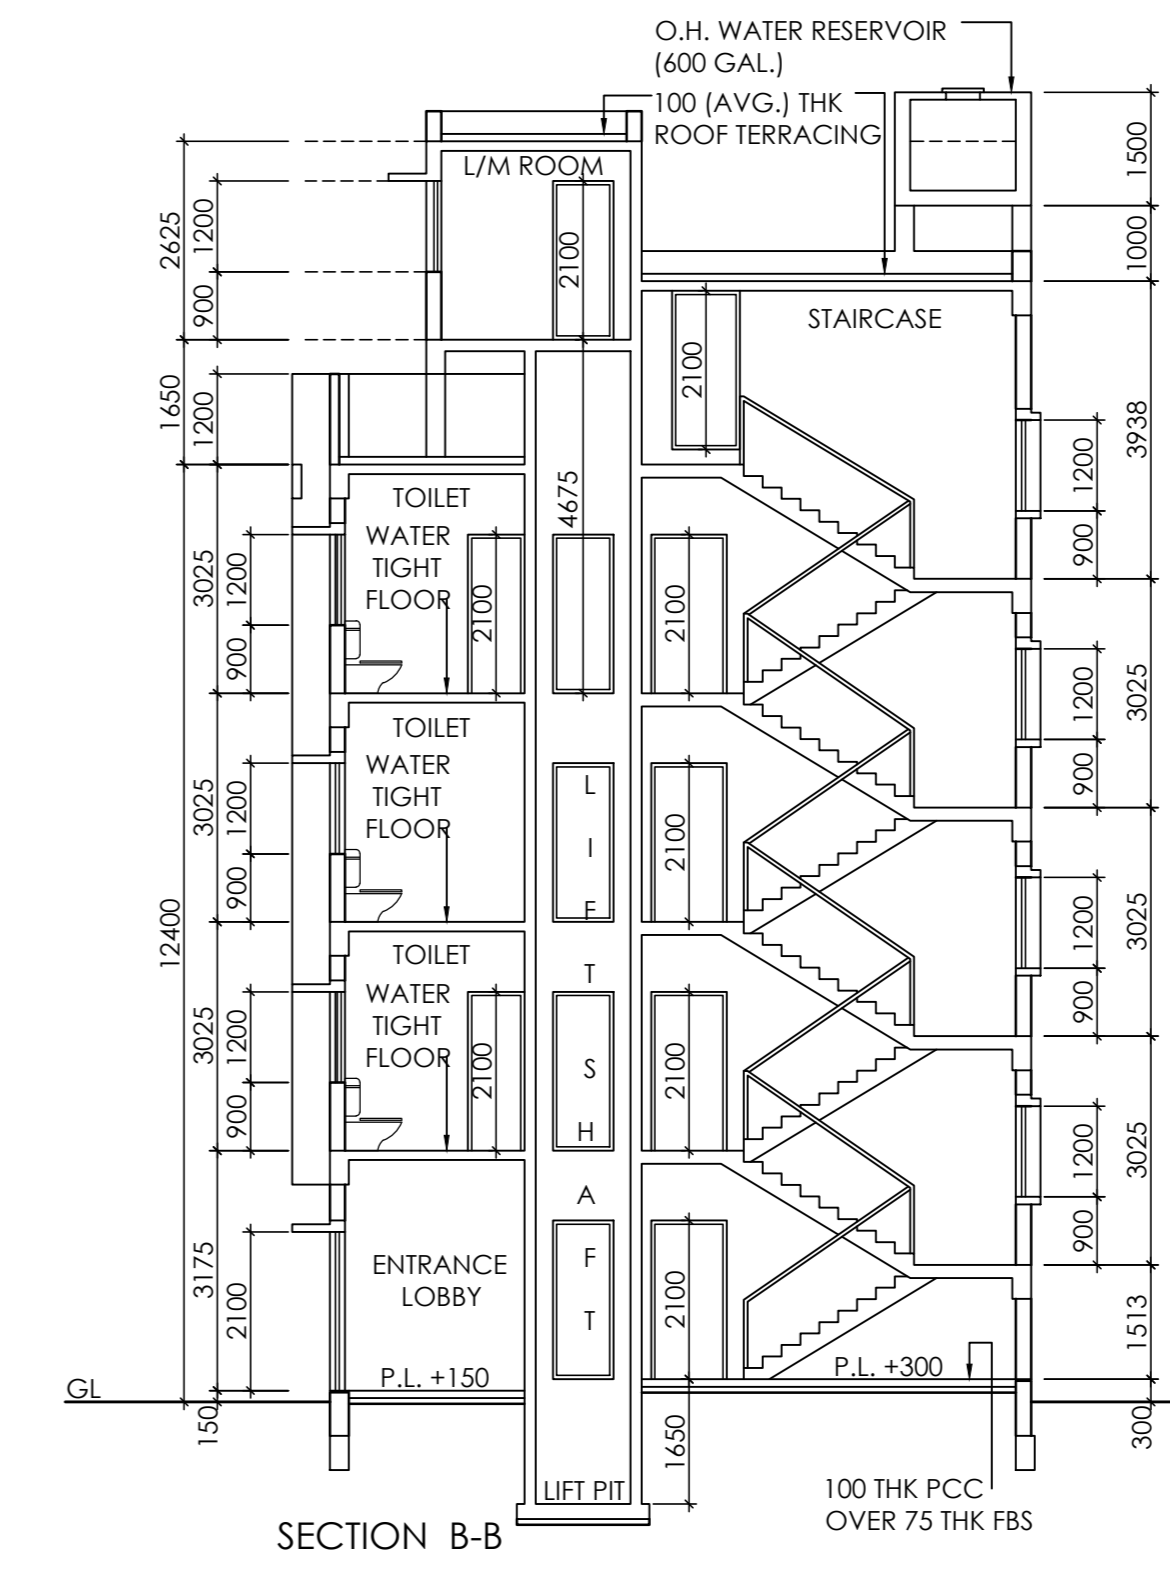 O.H. WATER RESERVOIR
(600 GAL.)
100 (AVG.) THK
ROOF TERRACING
L/M ROOM
2100
2625
1200
900
1500
1000
STAIRCASE
2100
1650
1200
3938
1200
900
4675
TOILET
WATER
TIGHT
FLOOR
2100
2100
3025
1200
900
1200
900
3025
TOILET
WATER
TIGHT
FLOOR
2100
3025
1200
900
1200
900
3025
12400
TOILET
WATER
TIGHT
FLOOR
2100
2100
3025
1200
900
1200
900
3025
L
I
F
T
S
H
A
F
T
ENTRANCE
LOBBY
2100
3175
2100
1513
P.L. +150
P.L. +300
GL
150
300
1650
LIFT PIT
100 THK PCC
OVER 75 THK FBS
SECTION B-B